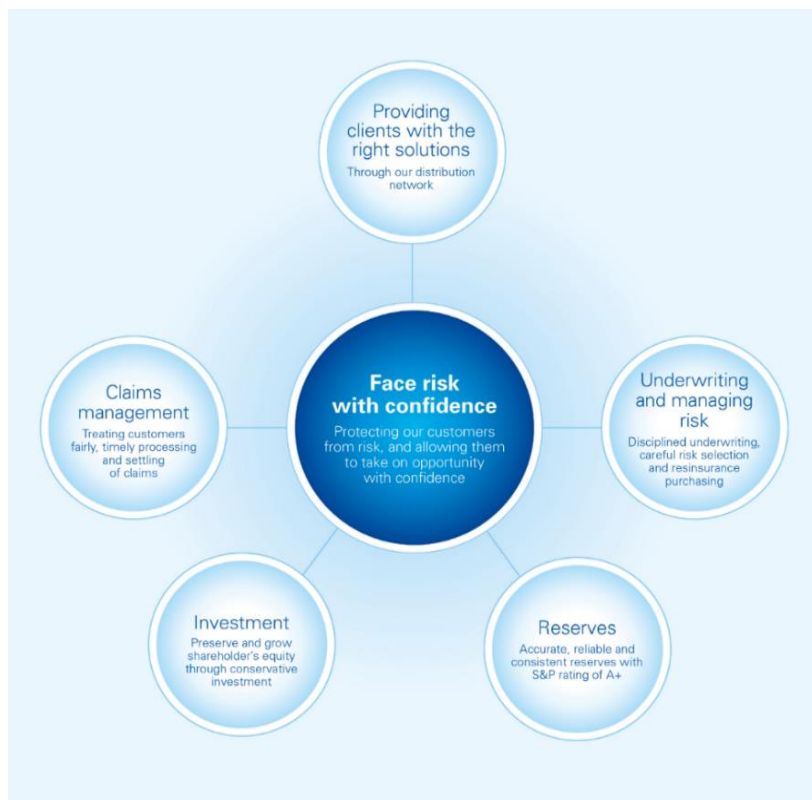 Providing
clients with the
right solutions
Through our distribution
network
Claims
management
Treating customers
fairly, timely processing
and settling
of claims
Face risk
with confidence
Protecting our customers
from risk, and allowing them
to take on opportunity
with confidence
Underwriting
and managing
risk
Disciplined underwriting,
careful risk selection
and resinsurance
purchasing
Investment
Preserve and grow
shareholder's equity
through conservative
investment
Reserves
Accurate, reliable and
consistent reserves with
S&P rating of A+